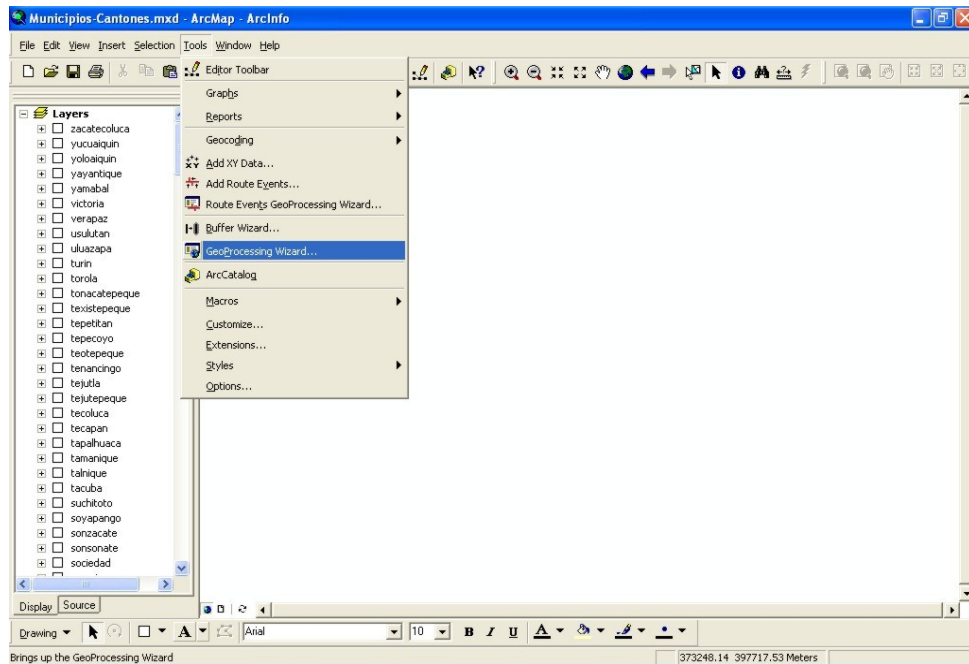 Municipios-Cantones.mxd - ArcMap - ArcInfo
File Edit View Insert Selection Tools Window Help
Editor Toolbar
Graphs
Reports
Geocoding
Add XY Data...
Add Route Events...
Route Events GeoProcessing Wizard...
Buffer Wizard...
GeoProcessing Wizard...
ArcCatalog
Macros
Customize...
Extensions...
Styles
Options...
Layers
zacatecoluca
yucuaiquin
yoloaiquin
yayantique
yamabal
victoria
verapaz
usulutan
uluazapa
turin
torola
tonacatepeque
texistepeque
tepetitan
tepecoyo
teotepeque
tenancingo
tejutla
tejutepeque
tecoluca
tecapan
tapalhuaca
tamanique
talnique
tacuba
suchitoto
soyapango
sonzacate
sonsonate
sociedad
Display Source
Drawing A Arial 10 B I U A
Brings up the GeoProcessing Wizard
373248.14 397717.53 Meters